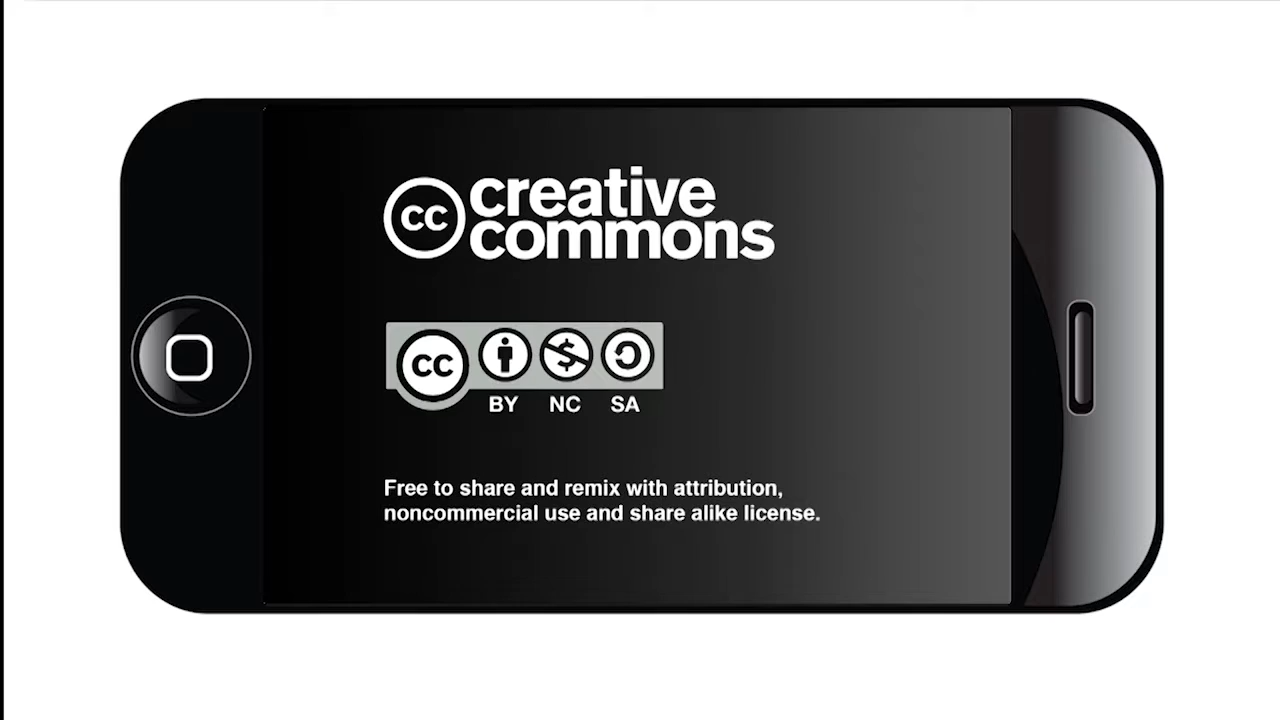 cc creative
commons
cc
BY NC SA
Free to share and remix with attribution,
noncommercial use and share alike license.